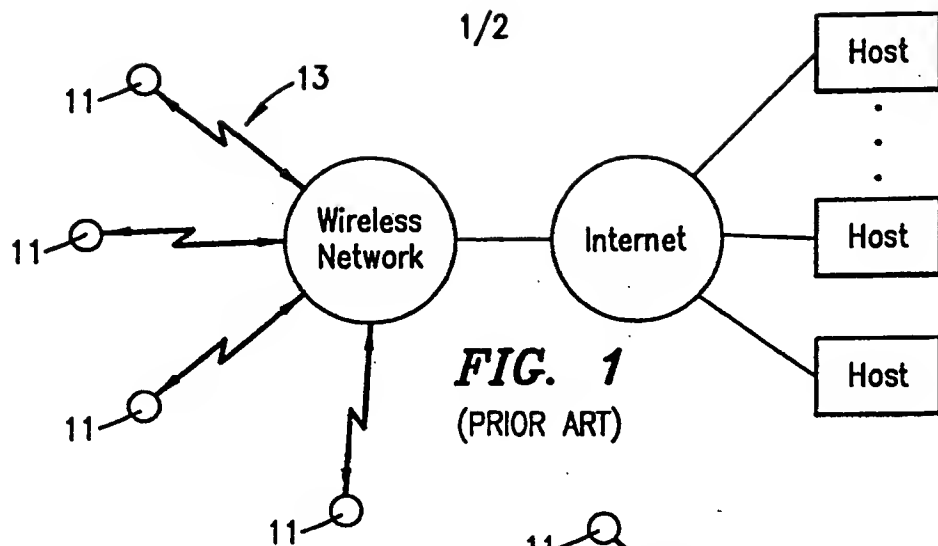 1/2
Host
13
11
Wireless
Network
Internet
Host
11
FIG. 1
(PRIOR ART)
Host
11
11
11